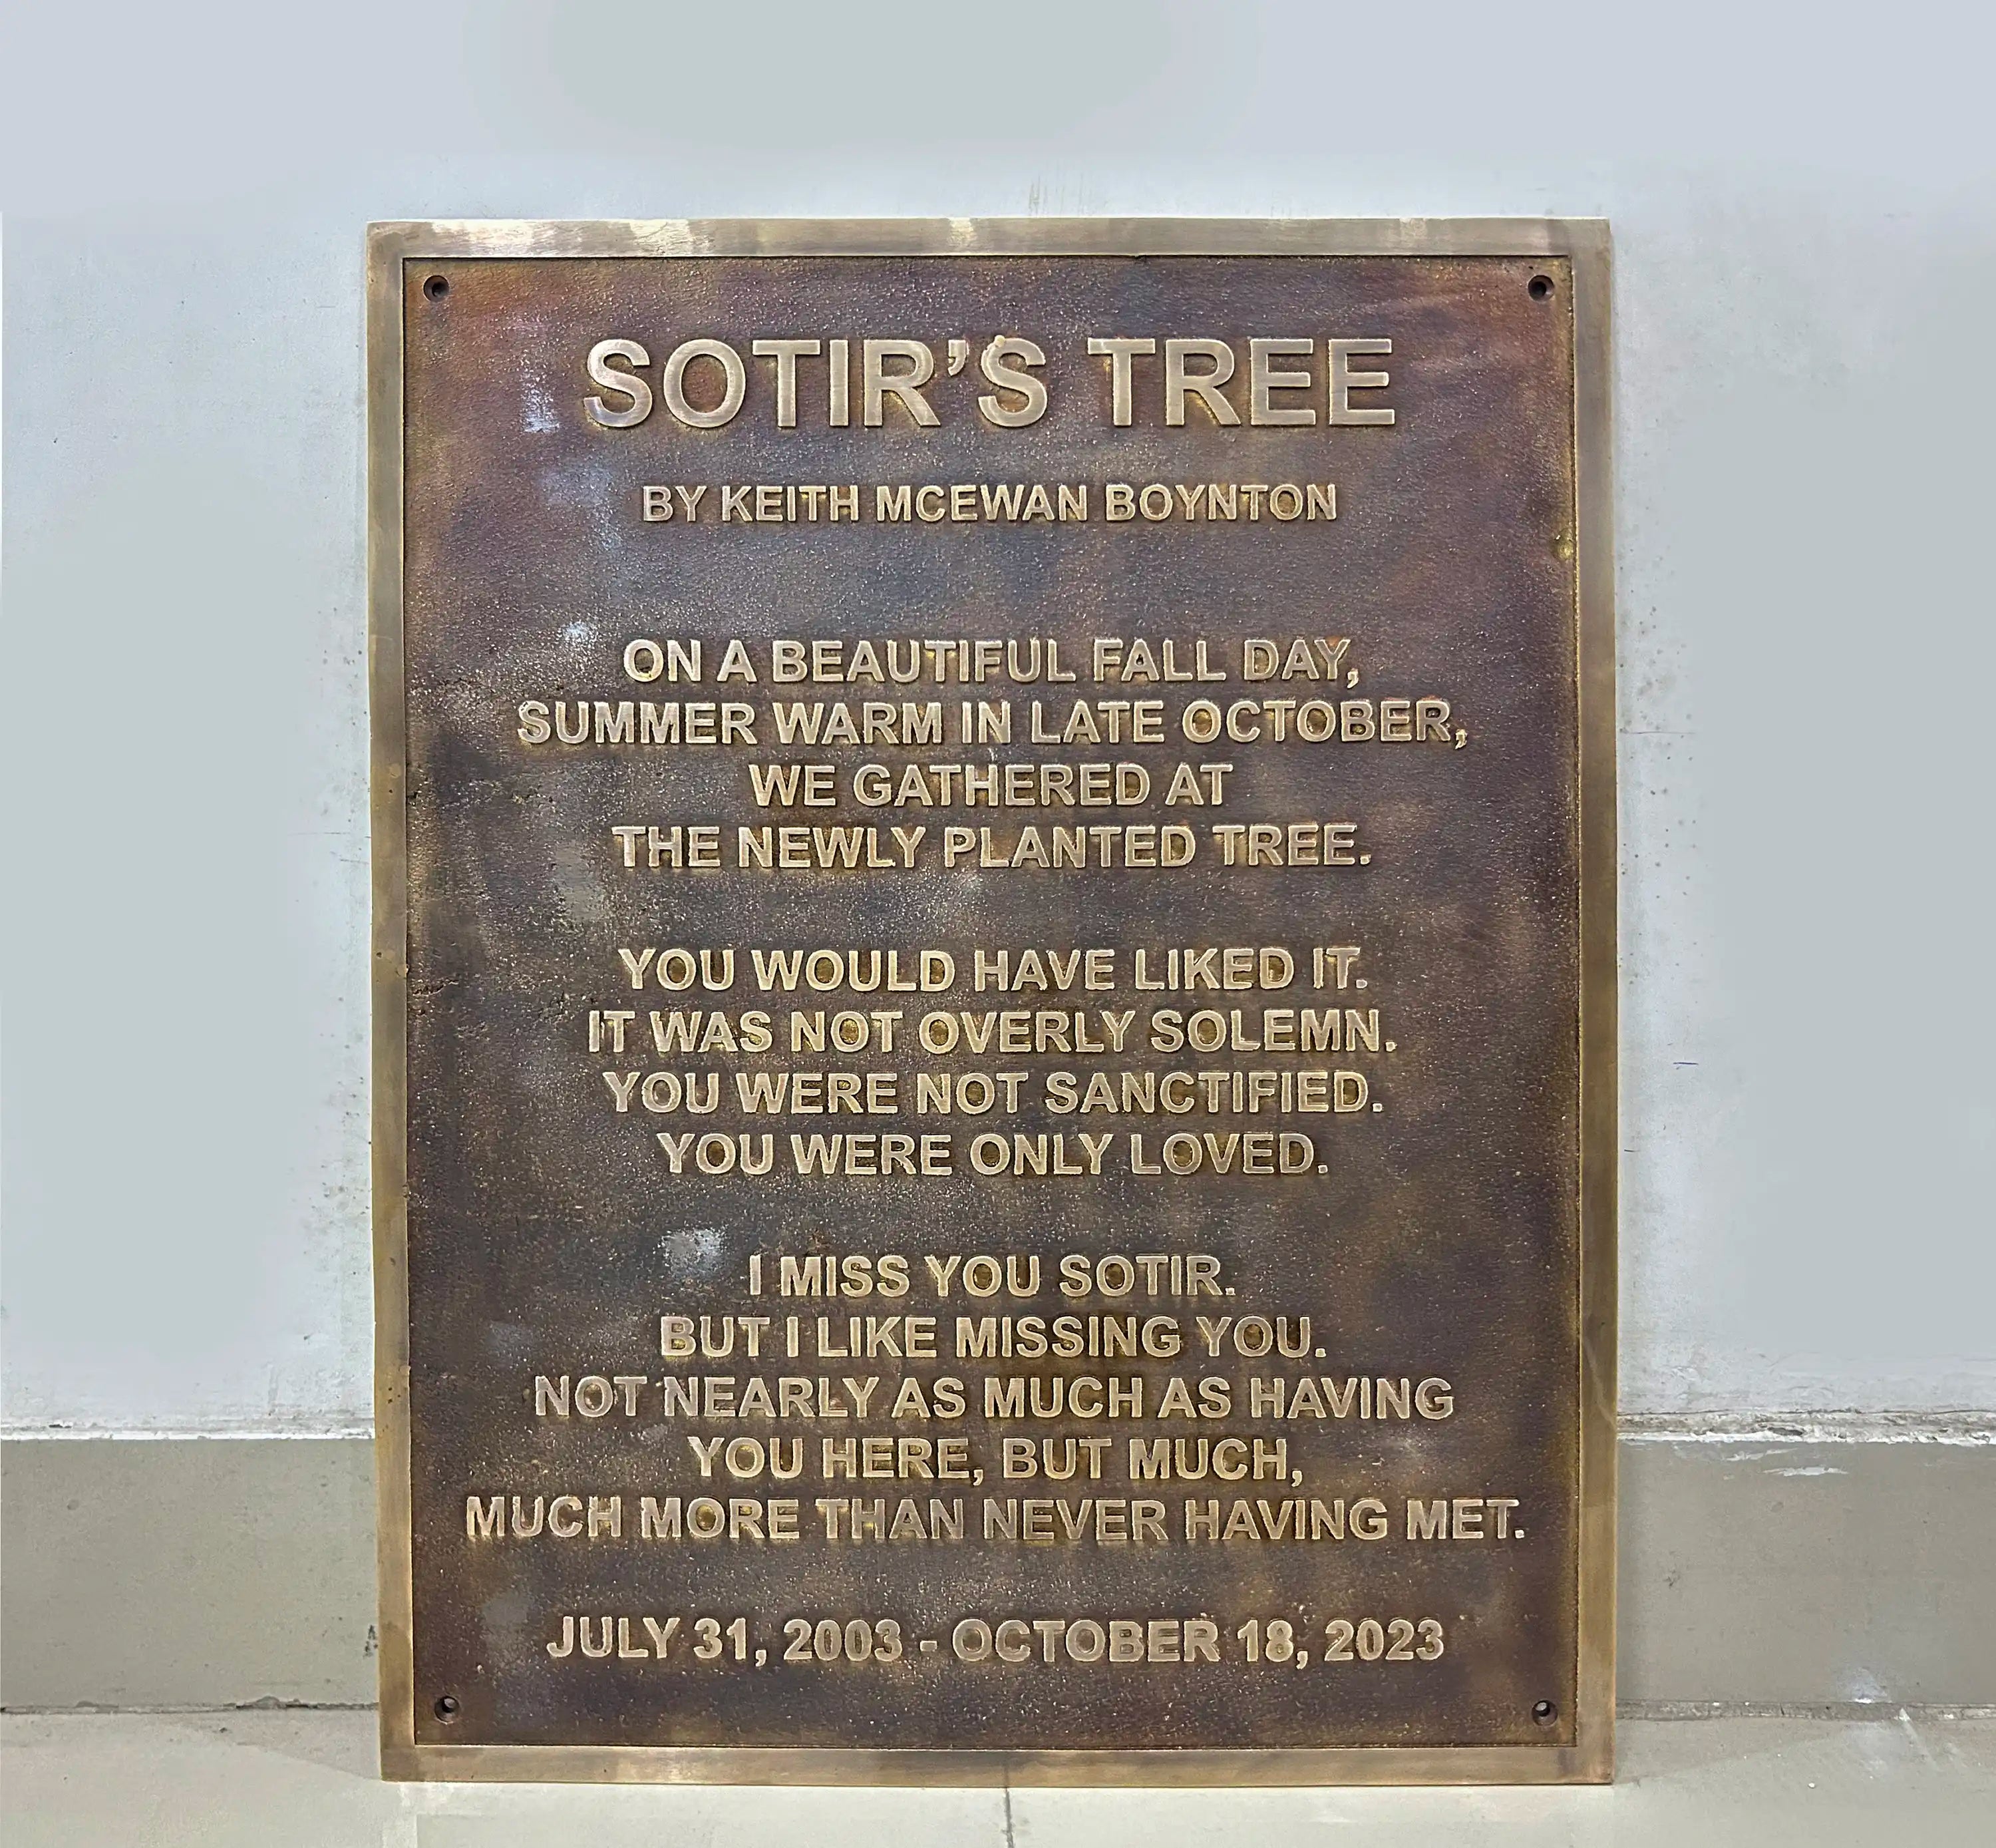 SOTIR'S TREE
BY KEITH MCEWAN BOYNTON
ON A BEAUTIFUL FALL DAY,
SUMMER WARM IN LATE OCTOBER,
WE GATHERED AT
THE NEWLY PLANTED TREE.
YOU WOULD HAVE LIKED IT.
IT WAS NOT OVERLY SOLEMN.
YOU WERE NOT SANCTIFIED.
YOU WERE ONLY LOVED.
I MISS YOU SOTIR.
BUT I LIKE MISSING YOU.
NOT NEARLY AS MUCH AS HAVING
YOU HERE, BUT MUCH,
MUCH MORE THAN NEVER HAVING MET.
JULY 31, 2003 - OCTOBER 18, 2023